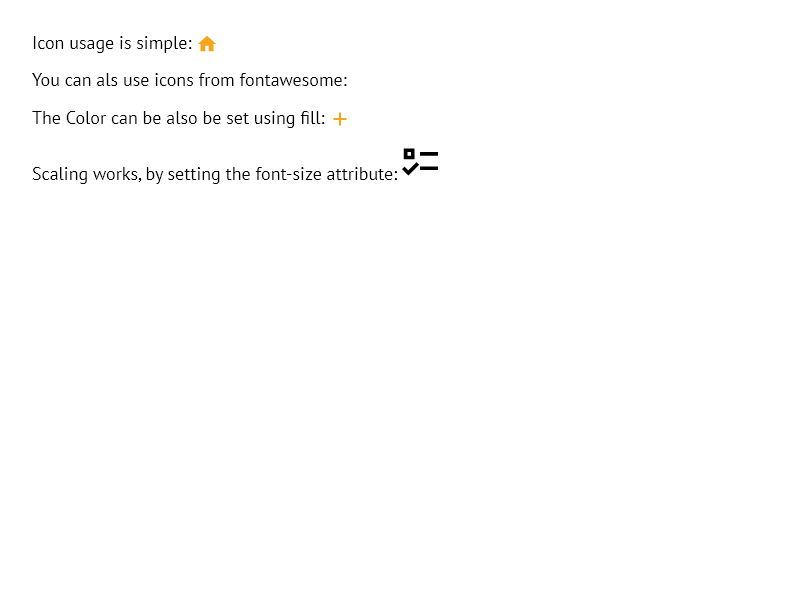 Icon usage is simple:
You can als use icons from fontawesome:
The Color can be also be set using fill:
Scaling works, by setting the font-size attribute: